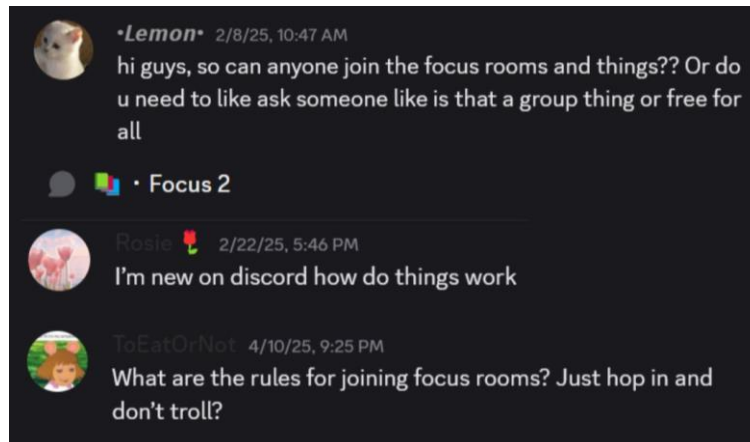 •Lemon• 2/8/25, 10:47 AM
hi guys, so can anyone join the focus rooms and things?? Or do
u need to like ask someone like is that a group thing or free for
all
• Focus 2
Rosie🌷 2/22/25, 5:46 PM
I'm new on discord how do things work
ToEatOrNot 4/10/25, 9:25 PM
What are the rules for joining focus rooms? Just hop in and
don't troll?